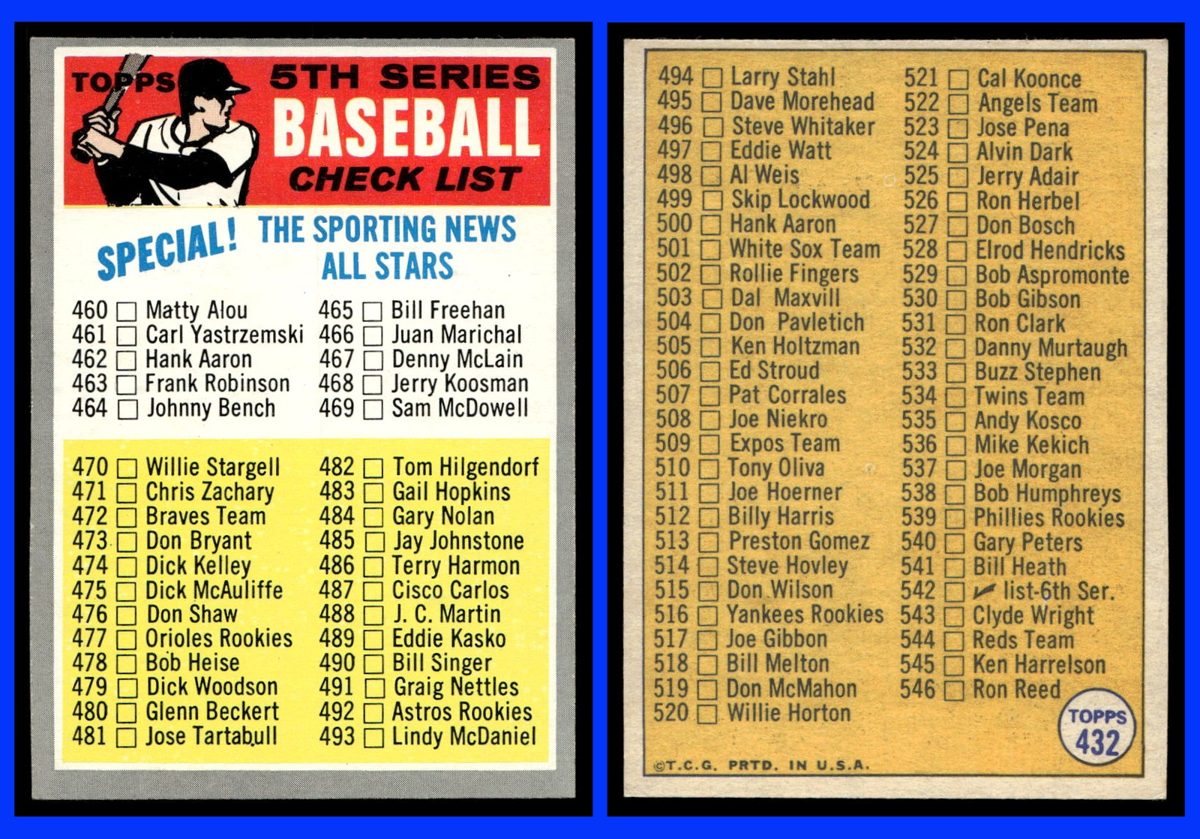 TOPPS
5TH SERIES
BASEBALL
CHECK LIST
SPECIAL! THE SPORTING NEWS
ALL STARS
460 Matty Alou
461 Carl Yastrzemski
462 Hank Aaron
463 Frank Robinson
464 Johnny Bench
465 Bill Freehan
466 Juan Marichal
467 Denny McLain
468 Jerry Koosman
469 Sam McDowell
470 Willie Stargell
471 Chris Zachary
472 Braves Team
473 Don Bryant
474 Dick Kelley
475 Dick McAuliffe
476 Don Shaw
477 Orioles Rookies
478 Bob Heise
479 Dick Woodson
480 Glenn Beckert
481 Jose Tartabull
482 Tom Hilgendorf
483 Gail Hopkins
484 Gary Nolan
485 Jay Johnstone
486 Terry Harmon
487 Cisco Carlos
488 J. C. Martin
489 Eddie Kasko
490 Bill Singer
491 Graig Nettles
492 Astros Rookies
493 Lindy McDaniel
494 Larry Stahl
495 Dave Morehead
496 Steve Whitaker
497 Eddie Watt
498 Al Weis
499 Skip Lockwood
500 Hank Aaron
501 White Sox Team
502 Rollie Fingers
503 Dal Maxvill
504 Don Pavletich
505 Ken Holtzman
506 Ed Stroud
507 Pat Corrales
508 Joe Niekro
509 Expos Team
510 Tony Oliva
511 Joe Hoerner
512 Billy Harris
513 Preston Gomez
514 Steve Hovley
515 Don Wilson
516 Yankees Rookies
517 Joe Gibbon
518 Bill Melton
519 Don McMahon
520 Willie Horton
521 Cal Koonce
522 Angels Team
523 Jose Pena
524 Alvin Dark
525 Jerry Adair
526 Ron Herbel
527 Don Bosch
528 Elrod Hendricks
529 Bob Aspromonte
530 Bob Gibson
531 Ron Clark
532 Danny Murtaugh
533 Buzz Stephen
534 Twins Team
535 Andy Kosco
536 Mike Kekich
537 Joe Morgan
538 Bob Humphreys
539 Phillies Rookies
540 Gary Peters
541 Bill Heath
542 list-6th Ser.
543 Clyde Wright
544 Reds Team
545 Ken Harrelson
546 Ron Reed
TOPPS
432
©T.C.G. PRTD. IN U.S.A.